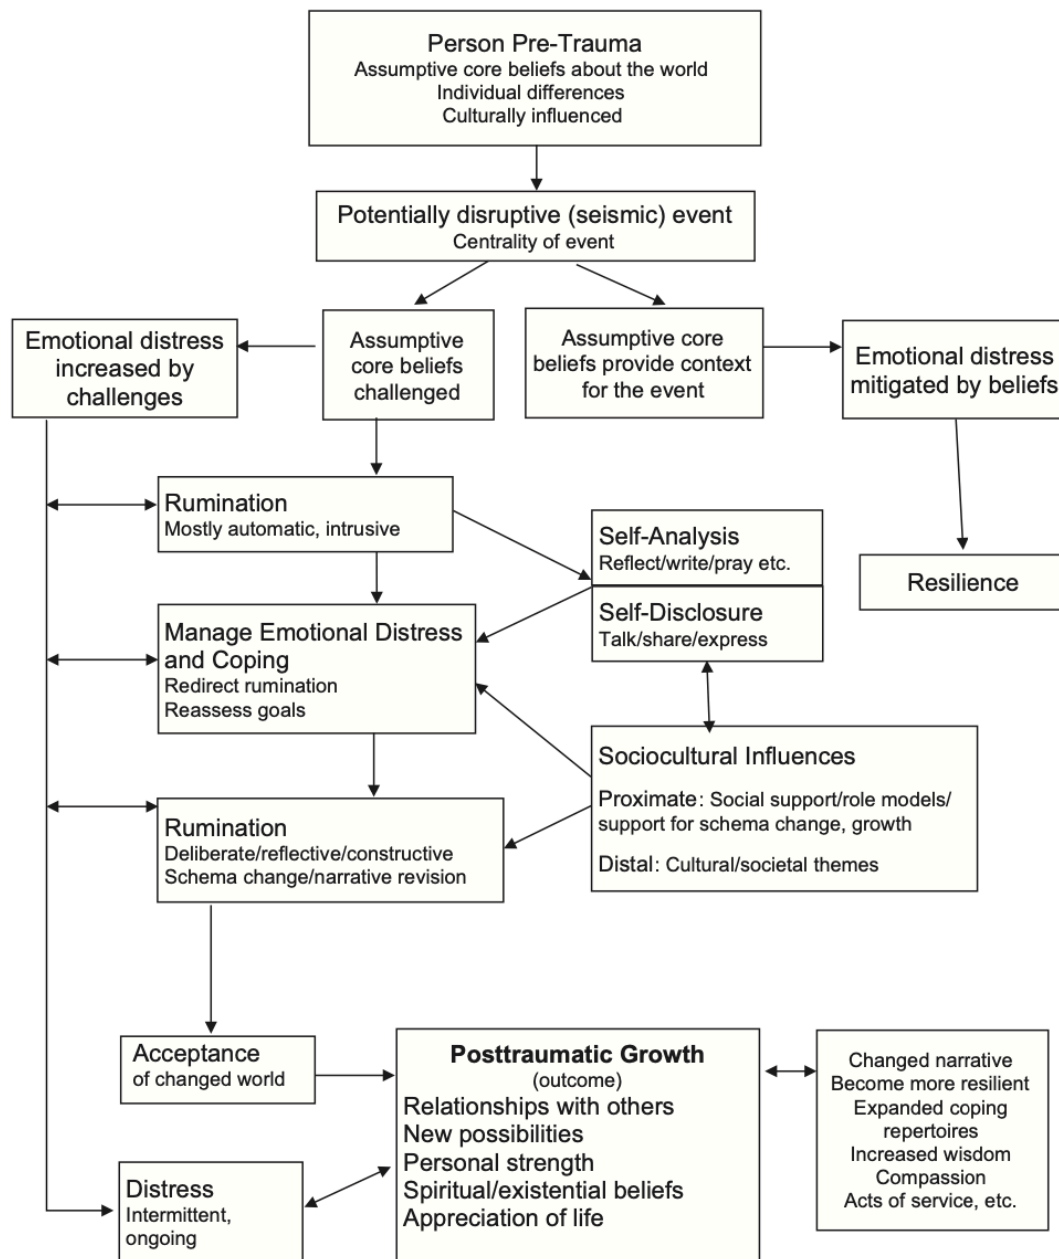 Person Pre-Trauma
Assumptive core beliefs about the world
Individual differences
Culturally influenced
Potentially disruptive (seismic) event
Centrality of event
Emotional distress
increased by
challenges
Assumptive
core beliefs
challenged
Assumptive core
beliefs provide context
for the event
Emotional distress
mitigated by beliefs
Rumination
Mostly automatic, intrusive
Self-Analysis
Reflect/write/pray etc.
Self-Disclosure
Talk/share/express
Resilience
Manage Emotional Distress
and Coping
Redirect rumination
Reassess goals
Sociocultural Influences
Proximate: Social support/role models/
support for schema change, growth
Distal: Cultural/societal themes
Rumination
Deliberate/reflective/constructive
Schema change/narrative revision
Acceptance
of changed world
Posttraumatic Growth
(outcome)
Relationships with others
New possibilities
Personal strength
Spiritual/existential beliefs
Appreciation of life
Changed narrative
Become more resilient
Expanded coping
repertoires
Increased wisdom
Compassion
Acts of service, etc.
Distress
Intermittent,
ongoing